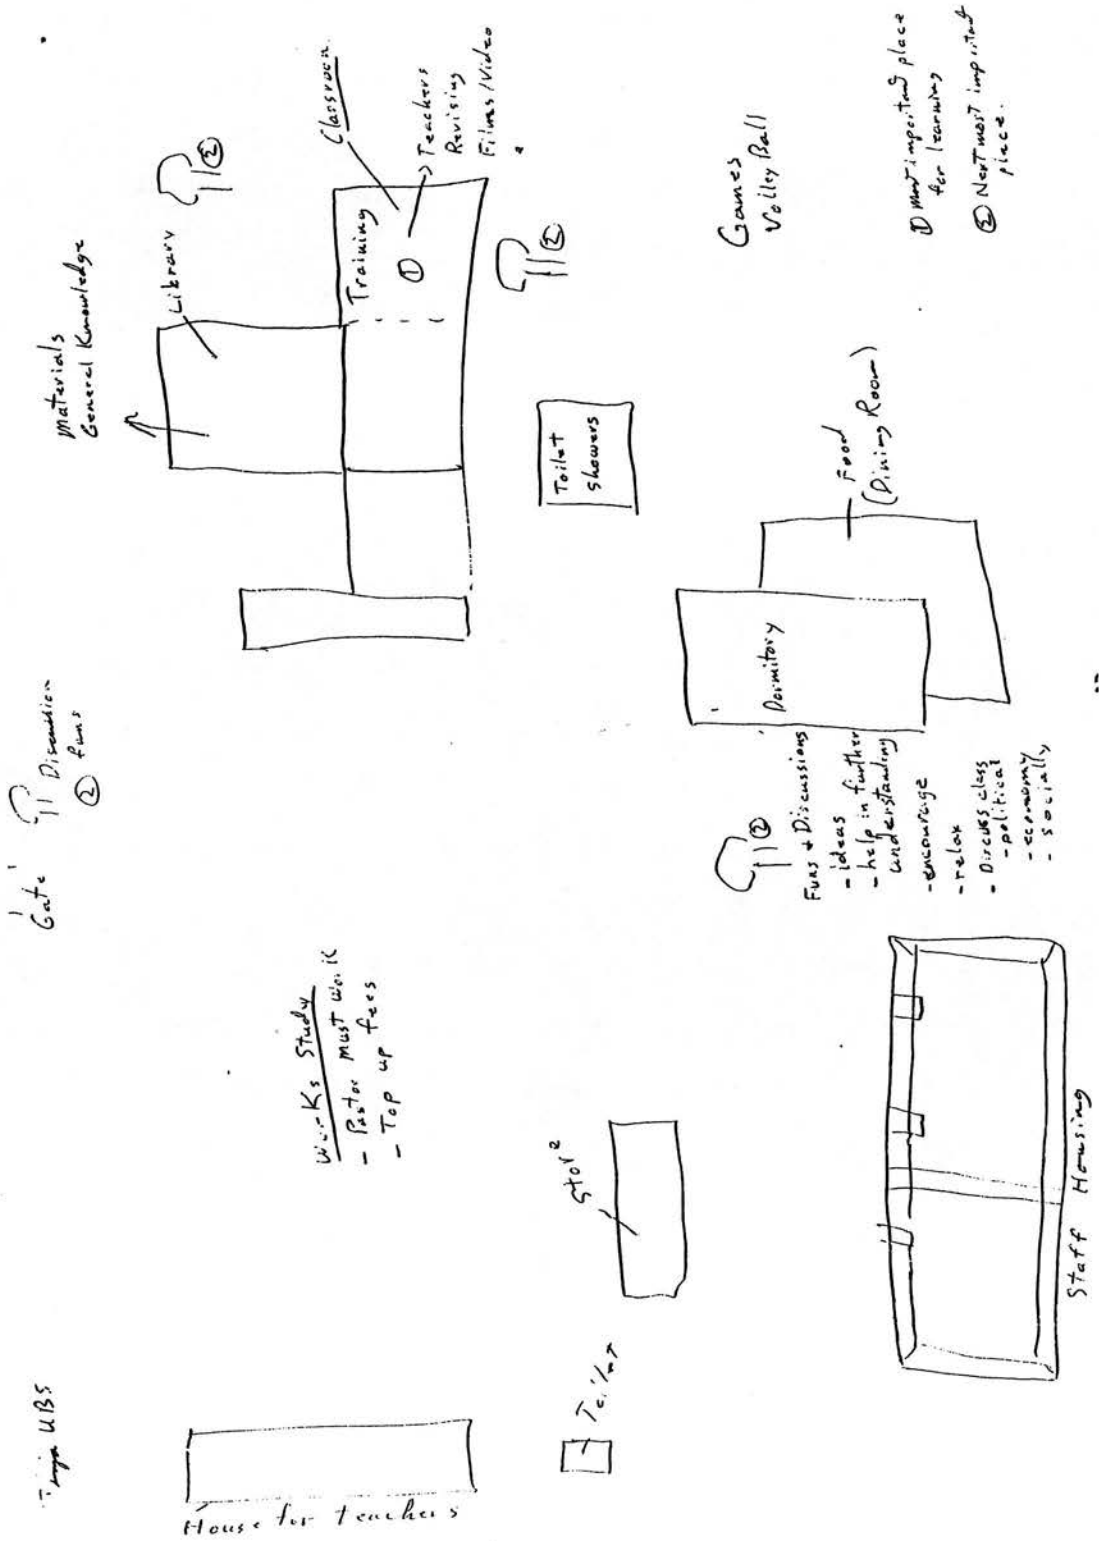 UBS
Gate
Discussion
② Funs
Materials
General Knowledge
Library
②
Classroom
Training
①
Teachers
Revising
Films/Video
②
House for teachers
Works Study
- Pastor must work
- Top up fees
Toilet
Store
Toilet
Showers
Games
Volley Ball
① most important place
for learning
② Next most important
place.
Dormitory
Food
(Dining Room)
②
Funs + Discussions
- ideas
- help in further
understanding
- encourage
- relax
- Discuss class
- political
- economy
- socially
Staff Housing